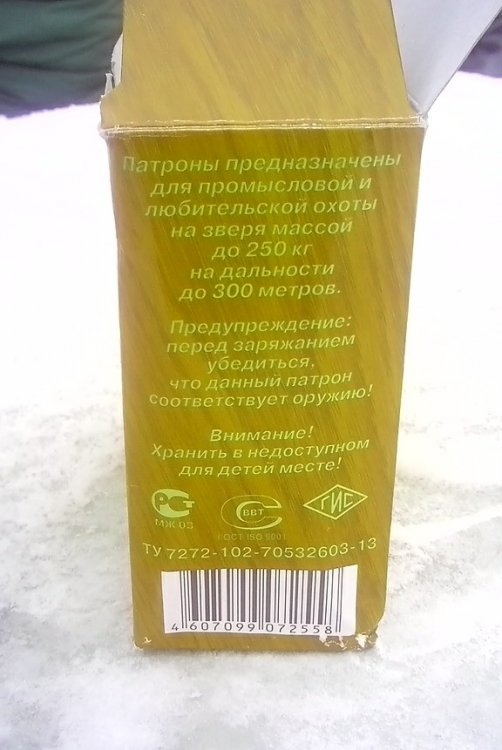 Патроны предназначены
для промысловой и
любительской охоты
на зверя массой
до 250 кг
на дальности
до 300 метров.
Предупреждение:
перед заряжанием
убедиться,
что данный патрон
соответствует оружию!
Внимание!
Хранить в недоступном
для детей месте!
РСТ
МЖ 03
ВВТ
ГОСТ ISO 9001
ГИС
ТУ 7272-102-70532603-13
4 607099 072558